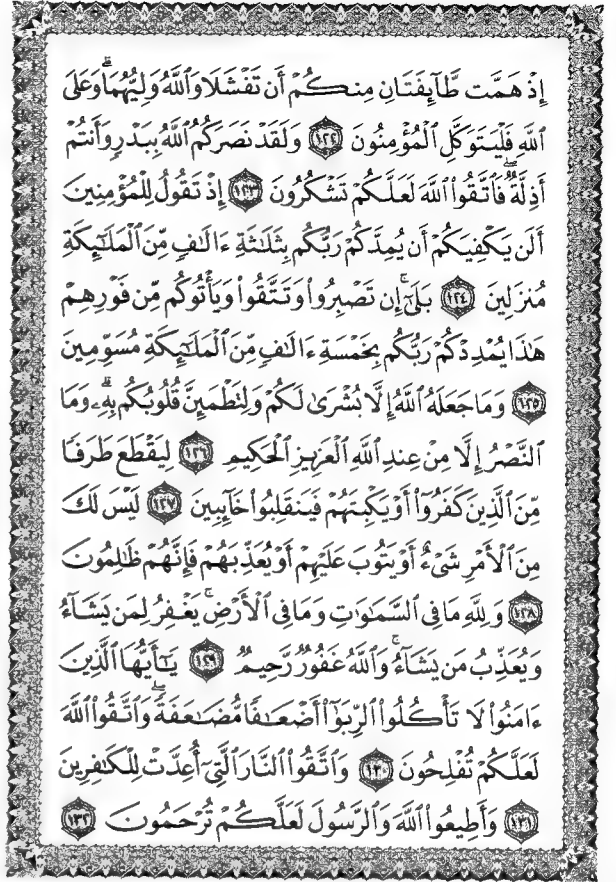 إِذْ هَمَّت طَّآئِفَتَانِ مِنكُمْ أَن تَفْشَلَا وَٱللَّهُ وَلِيُّهُمَا ۗ وَعَلَى
ٱللَّهِ فَلْيَتَوَكَّلِ ٱلْمُؤْمِنُونَ ١٢٢ وَلَقَدْ نَصَرَكُمُ ٱللَّهُ بِبَدْرٍ وَأَنتُمْ
أَذِلَّةٌ ۖ فَٱتَّقُوا۟ ٱللَّهَ لَعَلَّكُمْ تَشْكُرُونَ ١٢٣ إِذْ تَقُولُ لِلْمُؤْمِنِينَ
أَلَن يَكْفِيَكُمْ أَن يُمِدَّكُمْ رَبُّكُم بِثَلَٰثَةِ ءَالَٰفٍ مِّنَ ٱلْمَلَٰٓئِكَةِ
مُنزَلِينَ ١٢٤ بَلَىٰٓ ۚ إِن تَصْبِرُوا۟ وَتَتَّقُوا۟ وَيَأْتُوكُم مِّن فَوْرِهِمْ
هَٰذَا يُمْدِدْكُمْ رَبُّكُم بِخَمْسَةِ ءَالَٰفٍ مِّنَ ٱلْمَلَٰٓئِكَةِ مُسَوِّمِينَ
١٢٥ وَمَا جَعَلَهُ ٱللَّهُ إِلَّا بُشْرَىٰ لَكُمْ وَلِتَطْمَئِنَّ قُلُوبُكُم بِهِۦ ۗ وَمَا
ٱلنَّصْرُ إِلَّا مِنْ عِندِ ٱللَّهِ ٱلْعَزِيزِ ٱلْحَكِيمِ ١٢٦ لِيَقْطَعَ طَرَفًا
مِّنَ ٱلَّذِينَ كَفَرُوٓا۟ أَوْ يَكْبِتَهُمْ فَيَنقَلِبُوا۟ خَآئِبِينَ ١٢٧ لَيْسَ لَكَ
مِنَ ٱلْأَمْرِ شَىْءٌ أَوْ يَتُوبَ عَلَيْهِمْ أَوْ يُعَذِّبَهُمْ فَإِنَّهُمْ ظَٰلِمُونَ
١٢٨ وَلِلَّهِ مَا فِى ٱلسَّمَٰوَٰتِ وَمَا فِى ٱلْأَرْضِ ۚ يَغْفِرُ لِمَن يَشَآءُ
وَيُعَذِّبُ مَن يَشَآءُ ۚ وَٱللَّهُ غَفُورٌ رَّحِيمٌ ١٢٩ يَٰٓأَيُّهَا ٱلَّذِينَ
ءَامَنُوا۟ لَا تَأْكُلُوا۟ ٱلرِّبَوٰٓا۟ أَضْعَٰفًا مُّضَٰعَفَةً ۖ وَٱتَّقُوا۟ ٱللَّهَ
لَعَلَّكُمْ تُفْلِحُونَ ١٣٠ وَٱتَّقُوا۟ ٱلنَّارَ ٱلَّتِىٓ أُعِدَّتْ لِلْكَٰفِرِينَ
١٣١ وَأَطِيعُوا۟ ٱللَّهَ وَٱلرَّسُولَ لَعَلَّكُمْ تُرْحَمُونَ ١٣٢